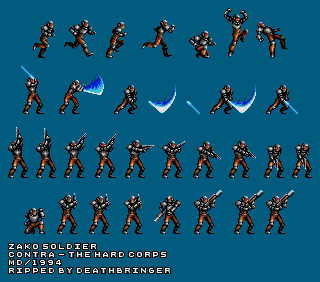 ZAKO SOLDIER
CONTRA - THE HARD CORPS
MD/1994
RIPPED BY DEATHBRINGER